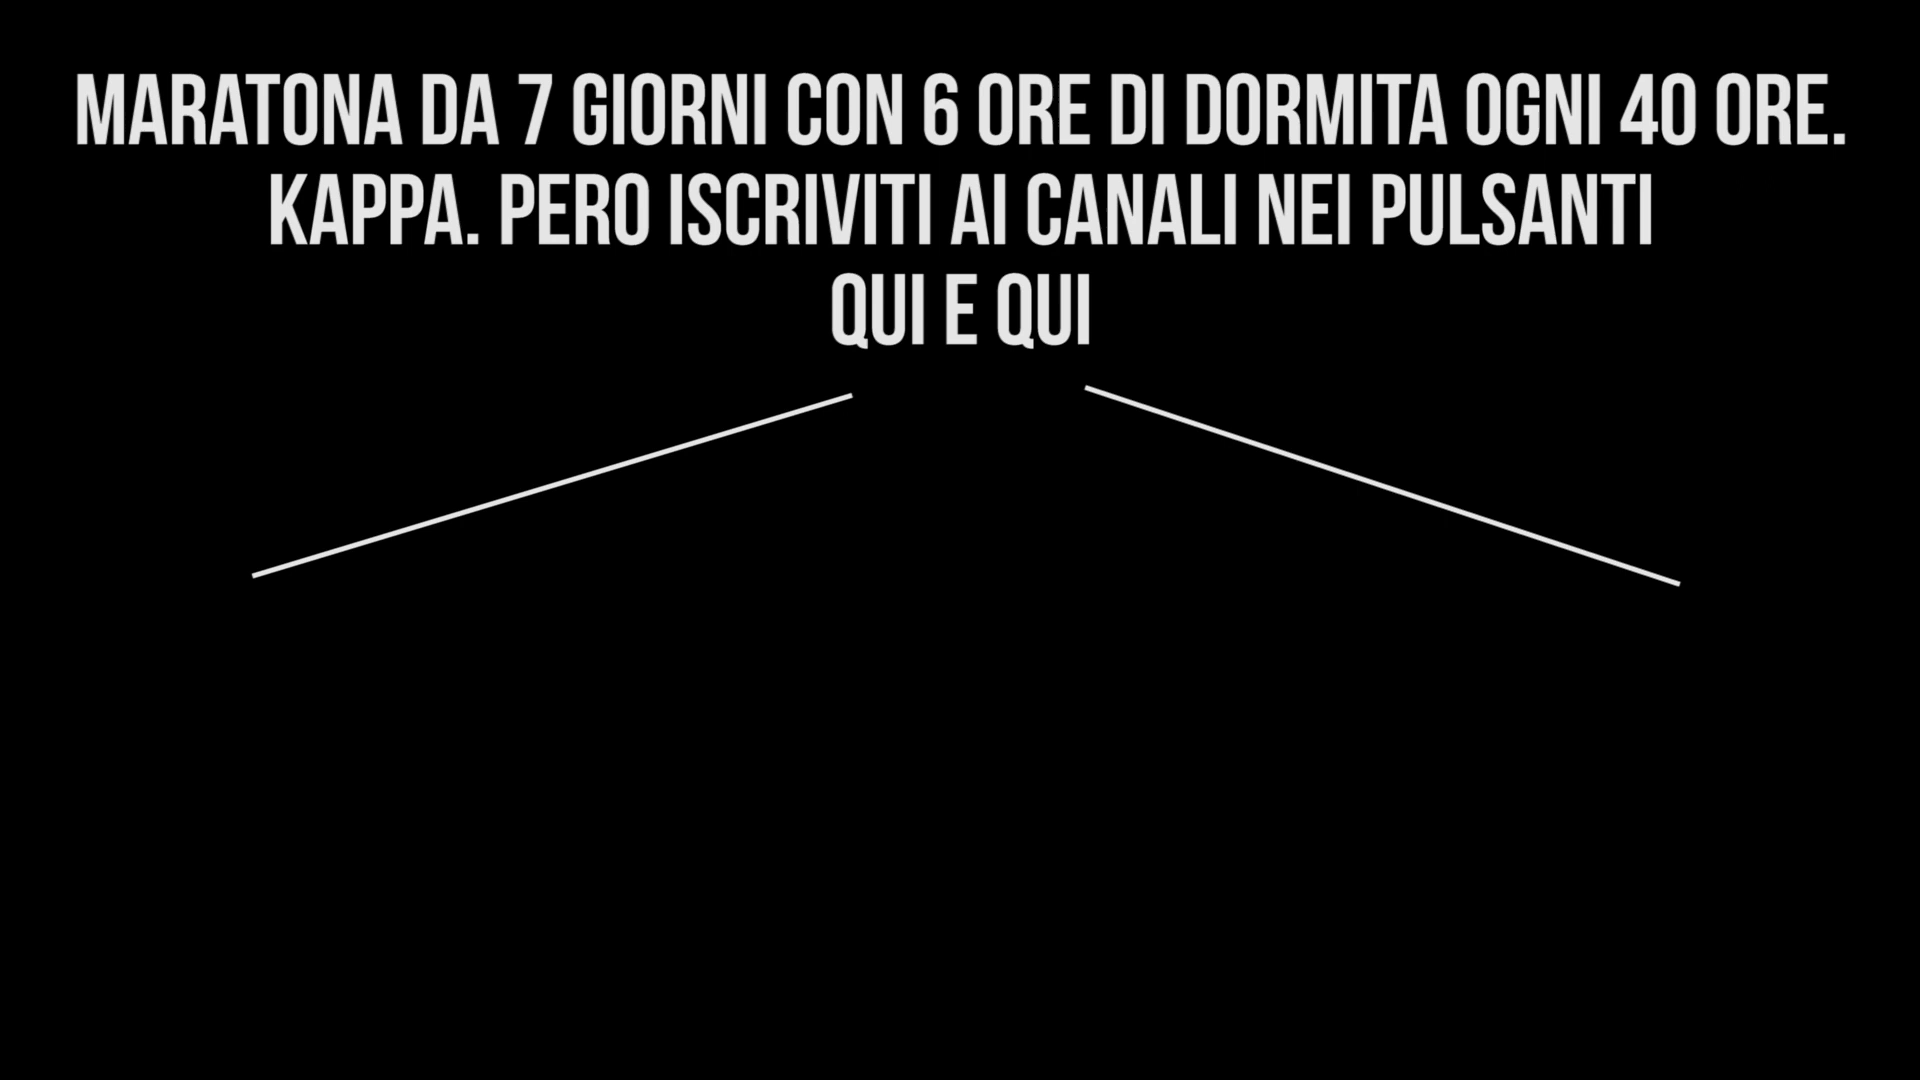 MARATONA DA 7 GIORNI CON 6 ORE DI DORMITA OGNI 40 ORE.
KAPPA. PERO ISCRIVITI AI CANALI NEI PULSANTI
QUI E QUI